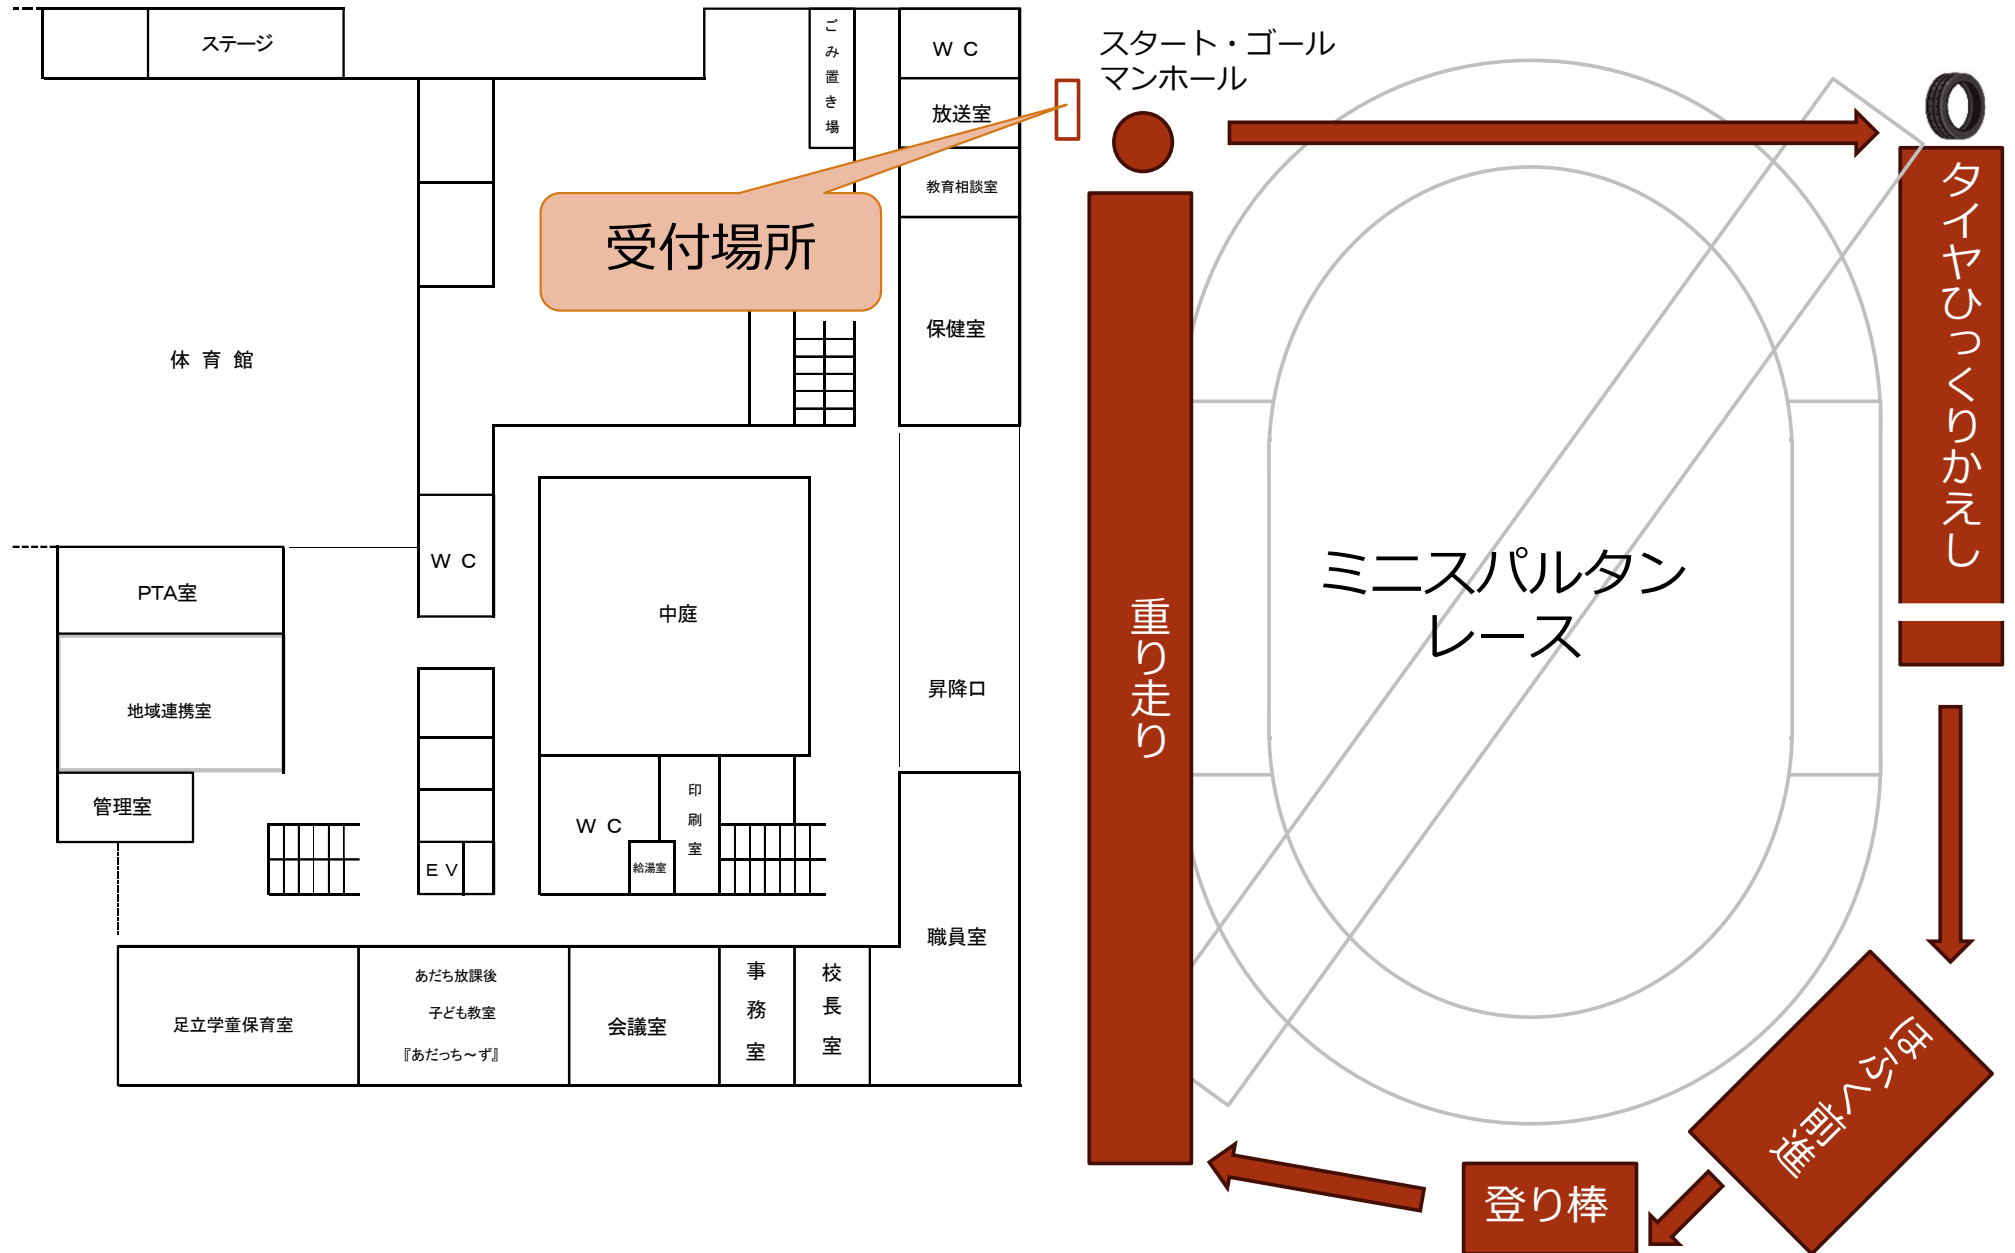 ステージ
ごみ置き場
ＷＣ
放送室
教育相談室
受付場所
保健室
体育館
ＷＣ
PTA室
中庭
地域連携室
昇降口
管理室
印刷室
ＷＣ
給湯室
ＥＶ
職員室
足立学童保育室
あだち放課後
子ども教室
『あだっち～ず』
会議室
事務室
校長室
スタート・ゴール
マンホール
タイヤひっくりかえし
ミニスパルタン
レース
重り走り
ほふく前進
登り棒